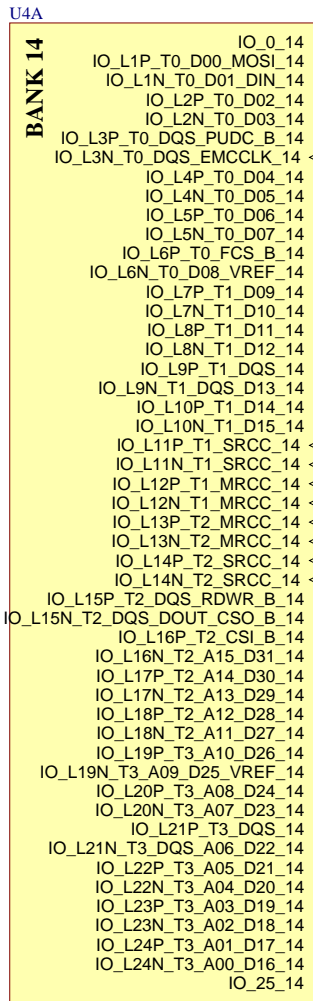 U4A
BANK 14
IO_0_14
IO_L1P_T0_D00_MOSI_14
IO_L1N_T0_D01_DIN_14
IO_L2P_T0_D02_14
IO_L2N_T0_D03_14
IO_L3P_T0_DQS_PUDC_B_14
IO_L3N_T0_DQS_EMCCLK_14
IO_L4P_T0_D04_14
IO_L4N_T0_D05_14
IO_L5P_T0_D06_14
IO_L5N_T0_D07_14
IO_L6P_T0_FCS_B_14
IO_L6N_T0_D08_VREF_14
IO_L7P_T1_D09_14
IO_L7N_T1_D10_14
IO_L8P_T1_D11_14
IO_L8N_T1_D12_14
IO_L9P_T1_DQS_14
IO_L9N_T1_DQS_D13_14
IO_L10P_T1_D14_14
IO_L10N_T1_D15_14
IO_L11P_T1_SRCC_14
IO_L11N_T1_SRCC_14
IO_L12P_T1_MRCC_14
IO_L12N_T1_MRCC_14
IO_L13P_T2_MRCC_14
IO_L13N_T2_MRCC_14
IO_L14P_T2_SRCC_14
IO_L14N_T2_SRCC_14
IO_L15P_T2_DQS_RDWR_B_14
IO_L15N_T2_DQS_DOUT_CSO_B_14
IO_L16P_T2_CSI_B_14
IO_L16N_T2_A15_D31_14
IO_L17P_T2_A14_D30_14
IO_L17N_T2_A13_D29_14
IO_L18P_T2_A12_D28_14
IO_L18N_T2_A11_D27_14
IO_L19P_T3_A10_D26_14
IO_L19N_T3_A09_D25_VREF_14
IO_L20P_T3_A08_D24_14
IO_L20N_T3_A07_D23_14
IO_L21P_T3_DQS_14
IO_L21N_T3_DQS_A06_D22_14
IO_L22P_T3_A05_D21_14
IO_L22N_T3_A04_D20_14
IO_L23P_T3_A03_D19_14
IO_L23N_T3_A02_D18_14
IO_L24P_T3_A01_D17_14
IO_L24N_T3_A00_D16_14
IO_25_14